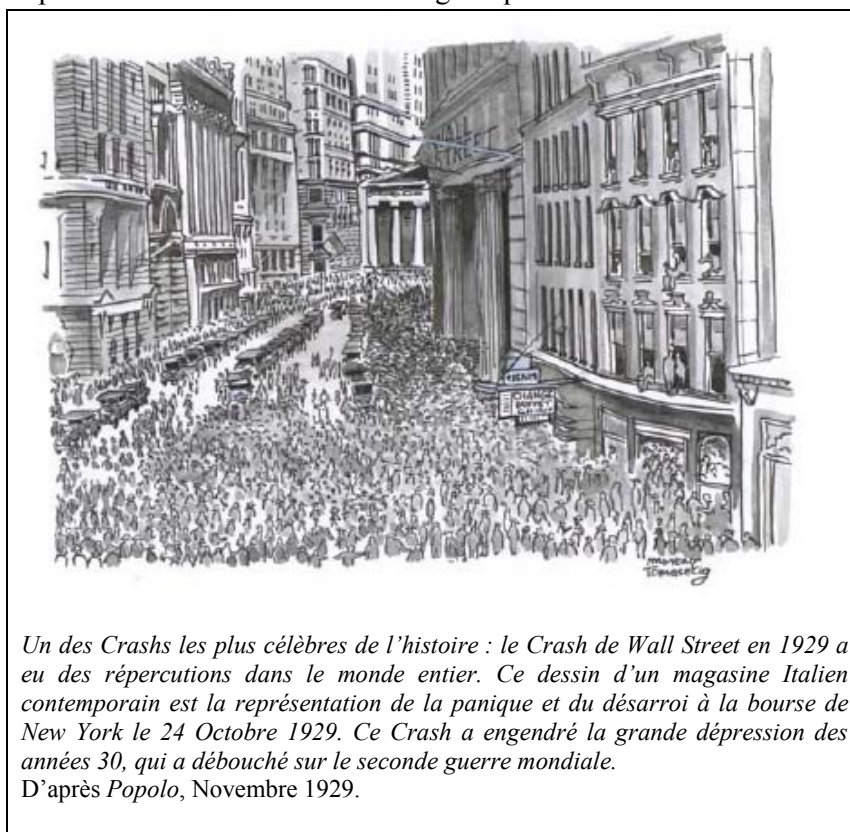 Un des Crashs les plus célèbres de l’histoire : le Crash de Wall Street en 1929 a
eu des répercutions dans le monde entier. Ce dessin d’un magasine Italien
contemporain est la représentation de la panique et du désarroi à la bourse de
New York le 24 Octobre 1929. Ce Crash a engendré la grande dépression des
années 30, qui a débouché sur le seconde guerre mondiale.
D’après Popolo, Novembre 1929.